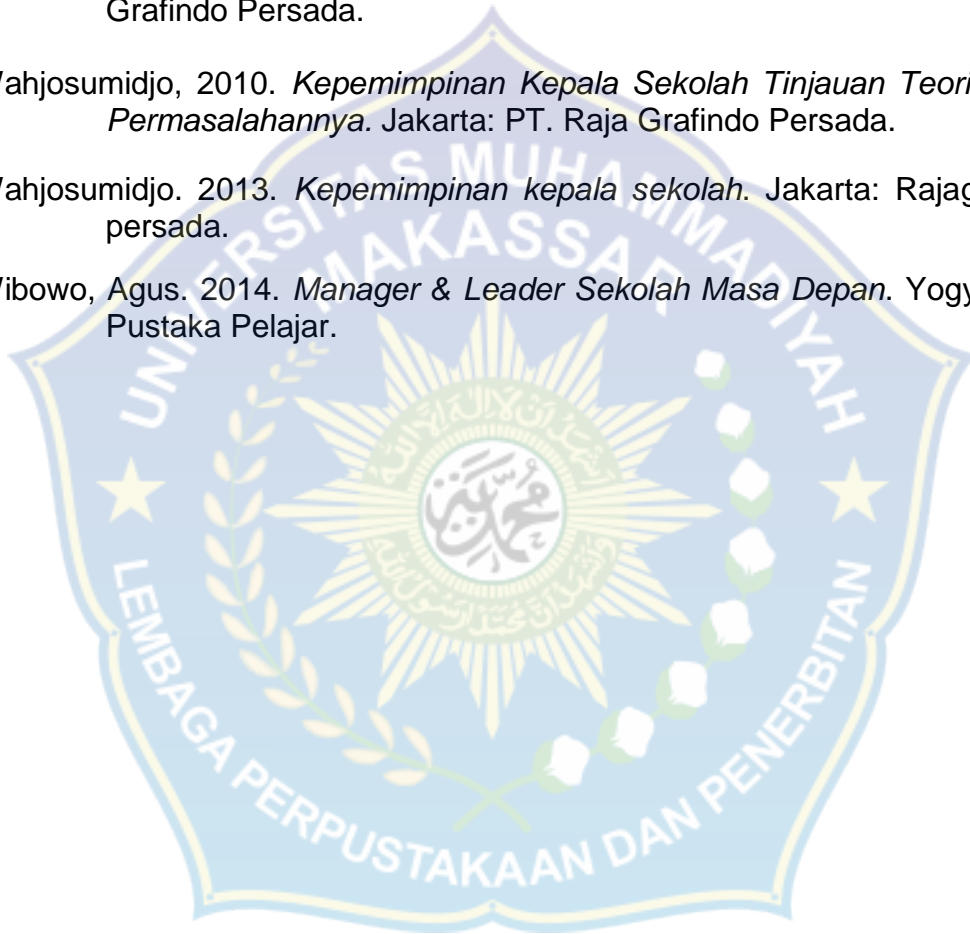 Grafindo Persada.
ahjosumidjo, 2010. Kepemimpinan Kepala Sekolah Tinjauan Teori
Permasalahannya. Jakarta: PT. Raja Grafindo Persada.
ahjosumidjo. 2013. Kepemimpinan kepala sekolah. Jakarta: Rajag
persada.
ibowo, Agus. 2014. Manager & Leader Sekolah Masa Depan. Yogy
Pustaka Pelajar.
UNIVERSITAS MUHAMMADIYAH
MAKASSAR
LEMBAGA PERPUSTAKAAN DAN PENERBITAN